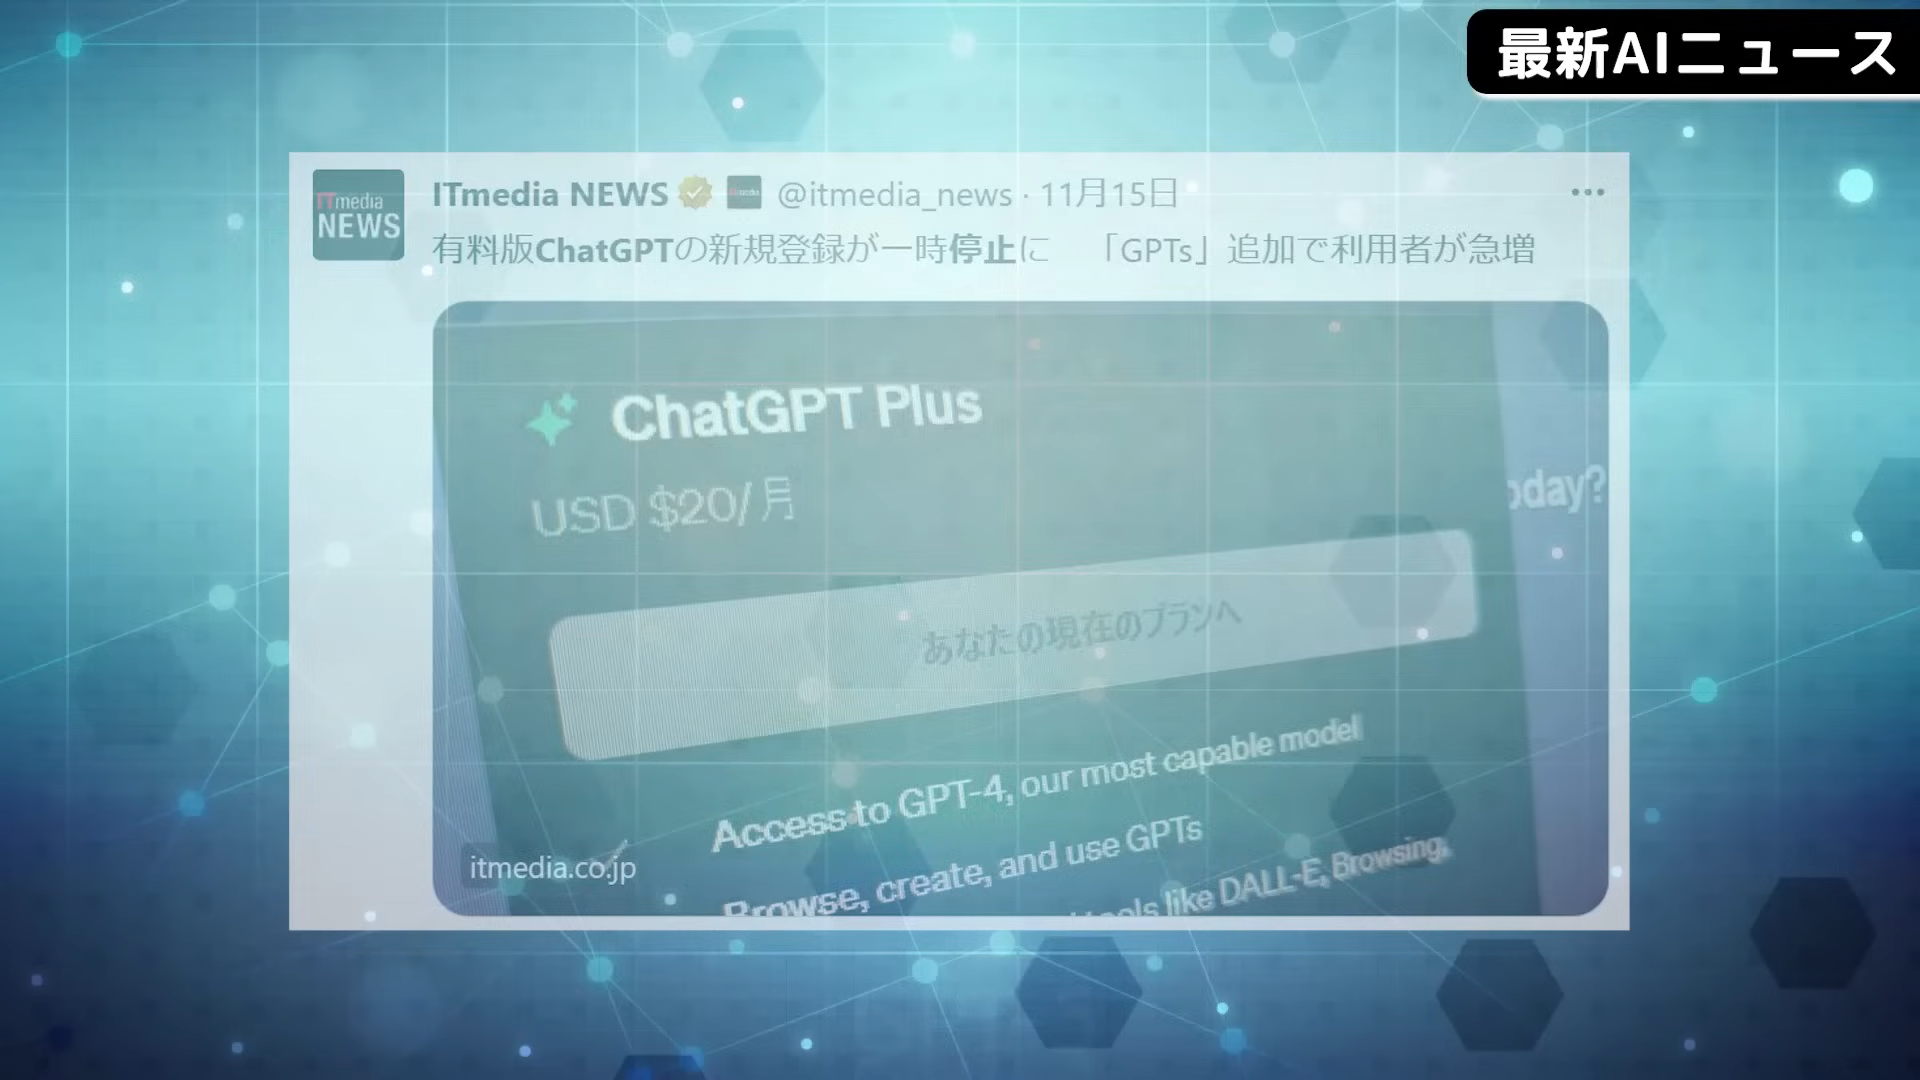 最新AIニュース
ITmedia NEWS
ITmedia NEWS @itmedia_news · 11月15日
有料版ChatGPTの新規登録が一時停止に 「GPTs」追加で利用者が急増
ChatGPT Plus
USD $20/月
oday?
あなたの現在のプランへ
Access to GPT-4, our most capable model
Browse, create, and use GPTs
tools like DALL-E, Browsing,
itmedia.co.jp